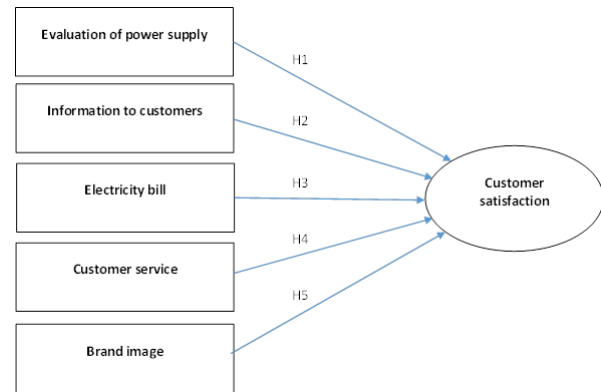 Evaluation of power supply
H1
Information to customers
H2
Electricity bill
H3
Customer
satisfaction
Customer service
H4
Brand image
H5